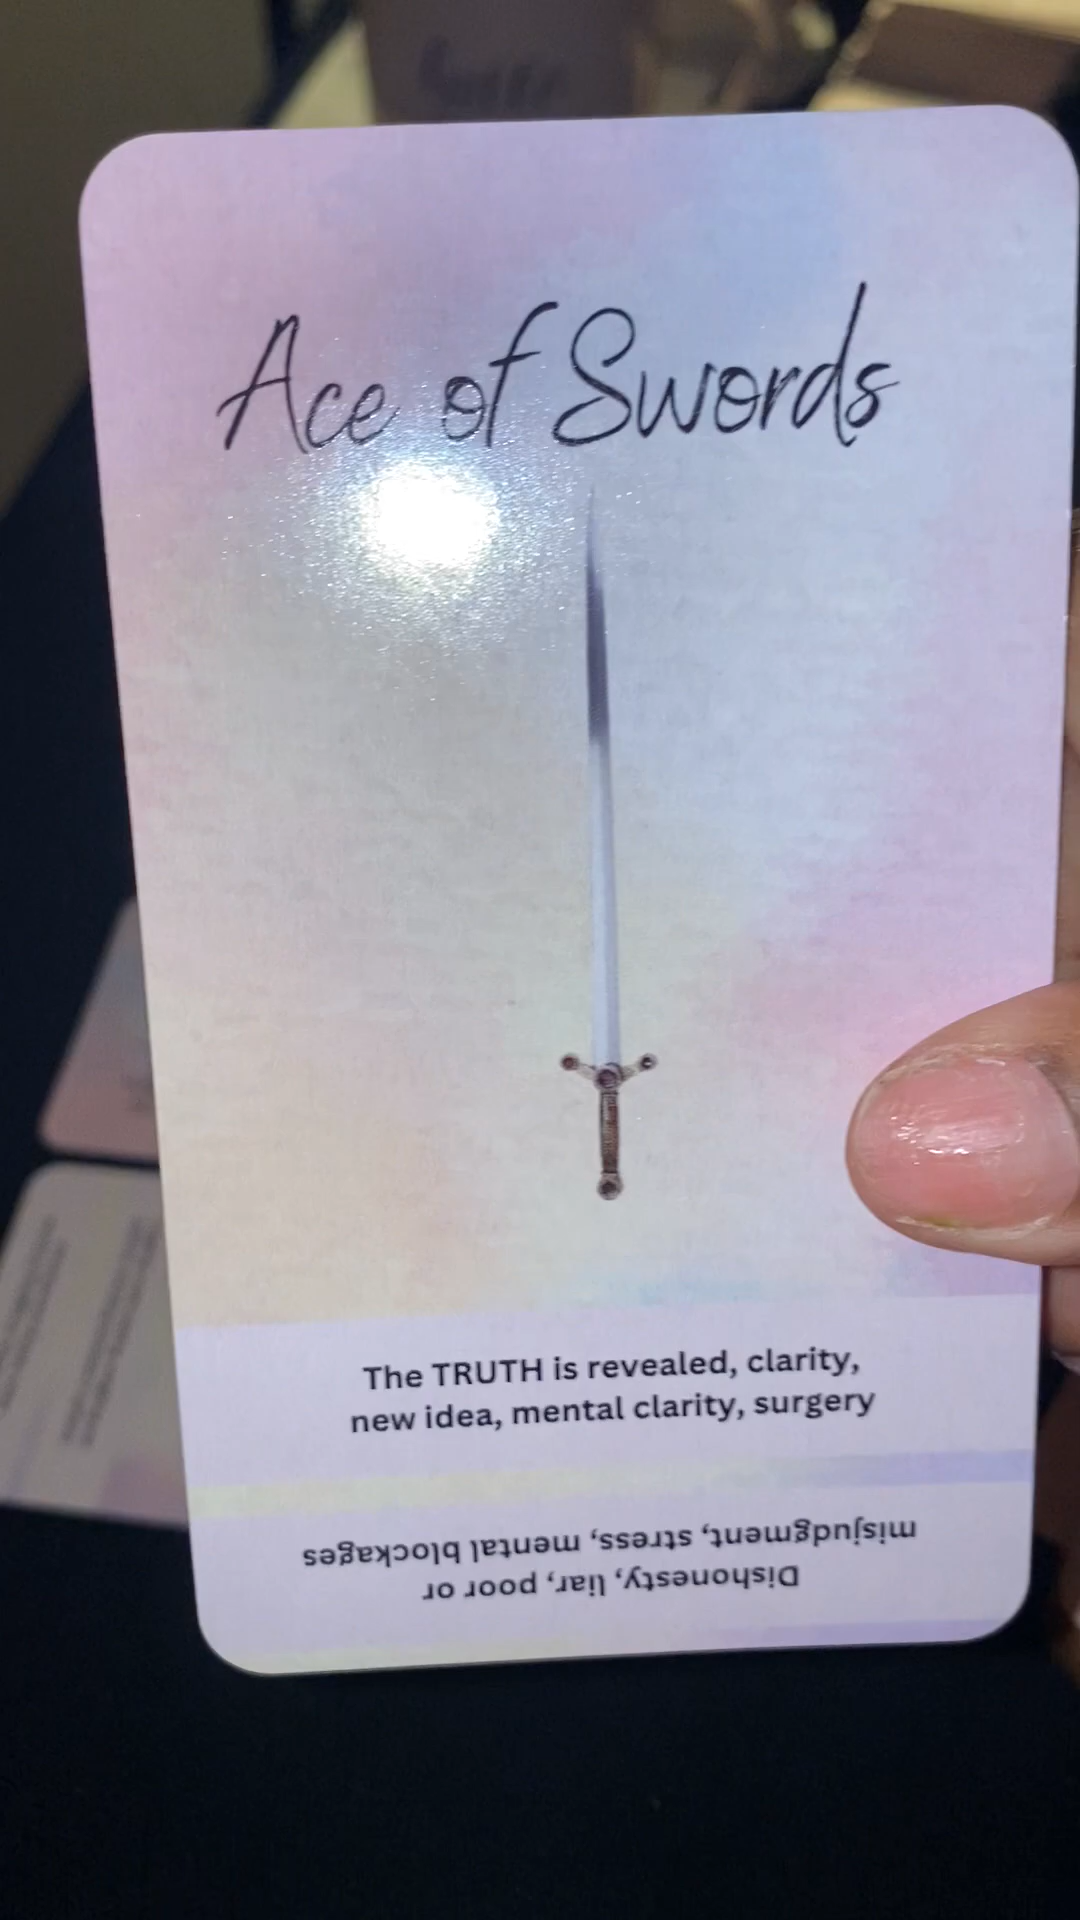 Ace of Swords
The TRUTH is revealed, clarity,
new idea, mental clarity, surgery
Dishonesty, liar, poor or
misjudgment, stress, mental blockages